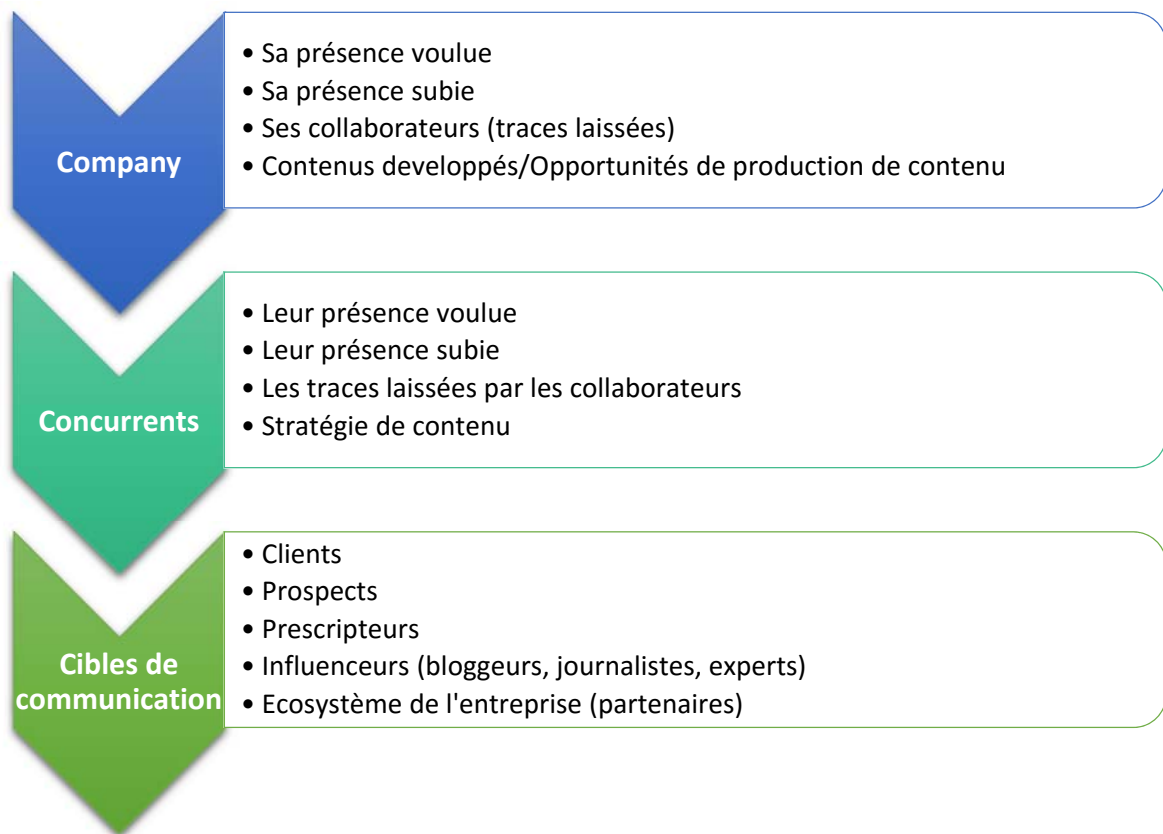 Company
• Sa présence voulue
• Sa présence subie
• Ses collaborateurs (traces laissées)
• Contenus developpés/Opportunités de production de contenu
Concurrents
• Leur présence voulue
• Leur présence subie
• Les traces laissées par les collaborateurs
• Stratégie de contenu
Cibles de
communication
• Clients
• Prospects
• Prescripteurs
• Influenceurs (bloggeurs, journalistes, experts)
• Ecosystème de l'entreprise (partenaires)